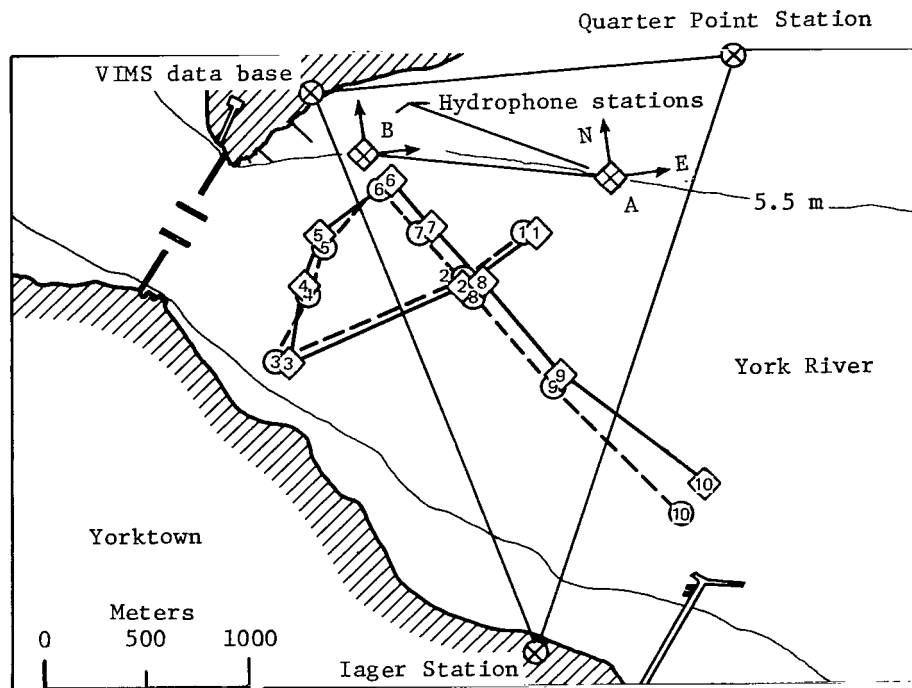 Quarter Point Station
VIMS data base
Hydrophone stations
B
N
E
A
5.5 m
6
6
7
7
5
5
1
1
2
2
8
8
4
4
3
3
9
9
10
10
York River
Yorktown
Meters
0 500 1000
Iager Station